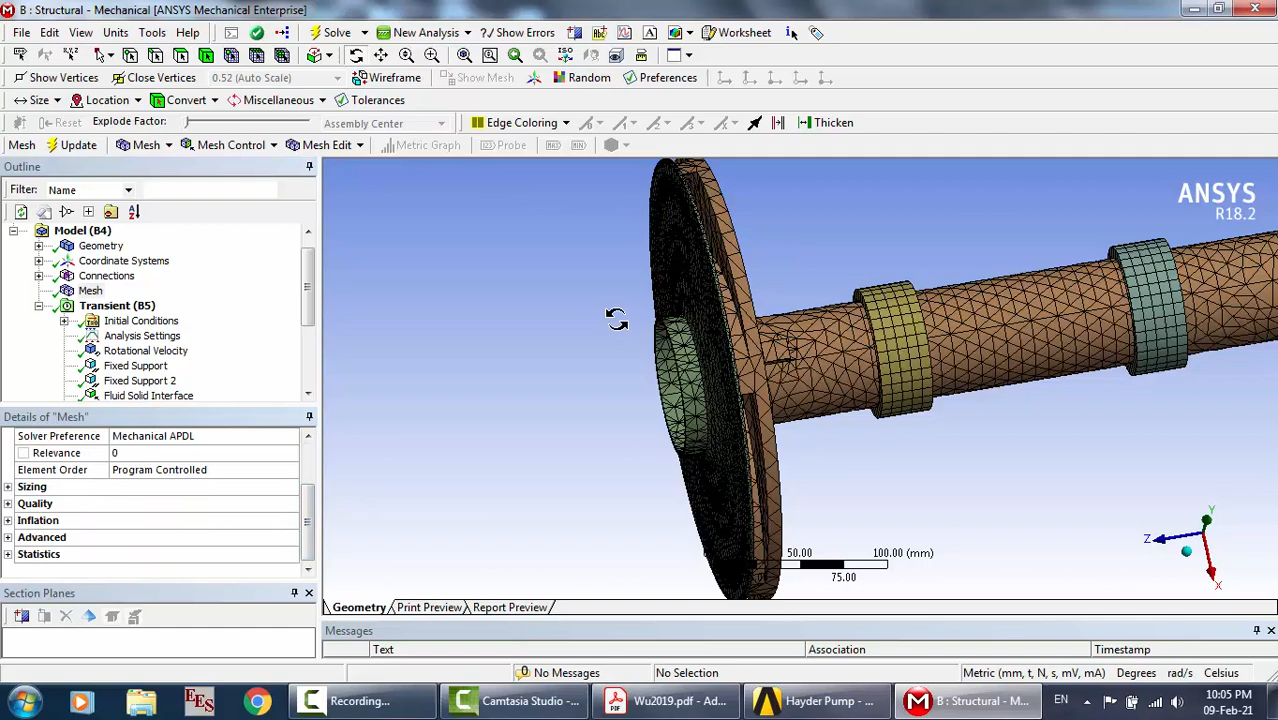 B : Structural - Mechanical [ANSYS Mechanical Enterprise]
File Edit View Units Tools Help Solve New Analysis ?/ Show Errors Worksheet
Show Vertices Close Vertices 0.52 (Auto Scale) Wireframe Show Mesh Random Preferences
Size Location Convert Miscellaneous Tolerances
Reset Explode Factor: Assembly Center Edge Coloring Thicken
Mesh Update Mesh Mesh Control Mesh Edit Metric Graph Probe
Outline
Filter: Name
ANSYS
R18.2
Model (B4)
Geometry
Coordinate Systems
Connections
Mesh
Transient (B5)
Initial Conditions
Analysis Settings
Rotational Velocity
Fixed Support
Fixed Support 2
Fluid Solid Interface
Details of "Mesh"
Solver Preference Mechanical APDL
Relevance 0
Element Order Program Controlled
Sizing
Quality
Inflation
Advanced
Statistics
Y
Z
X
50.00 100.00 (mm)
75.00
Section Planes
Geometry Print Preview Report Preview
Messages
Text Association Timestamp
No Messages No Selection Metric (mm, t, N, s, mV, mA) Degrees rad/s Celsius
EES Recording... Camtasia Studio -... Wu2019.pdf - Ad... Hayder Pump - ... B : Structural - M... EN 10:05 PM
09-Feb-21